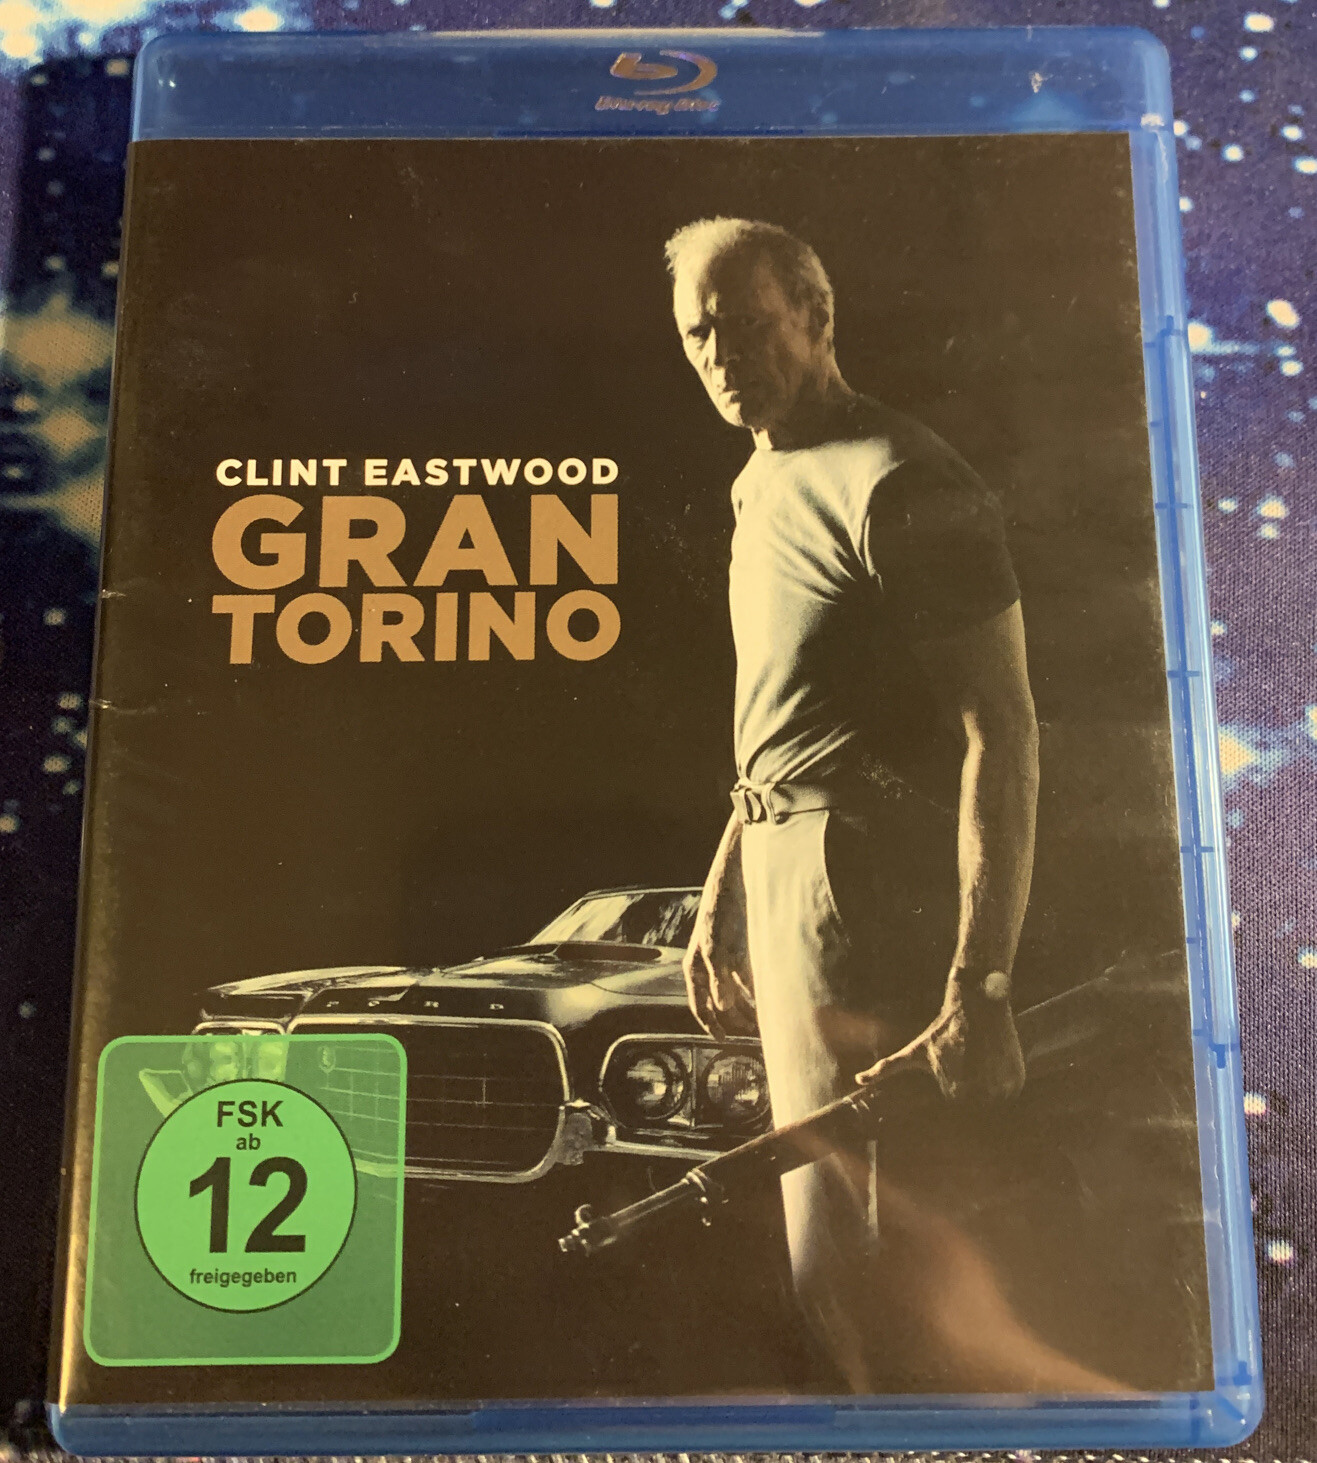 Blu-ray Disc
CLINT EASTWOOD
GRAN
TORINO
FORD
FSK
ab
12
freigegeben